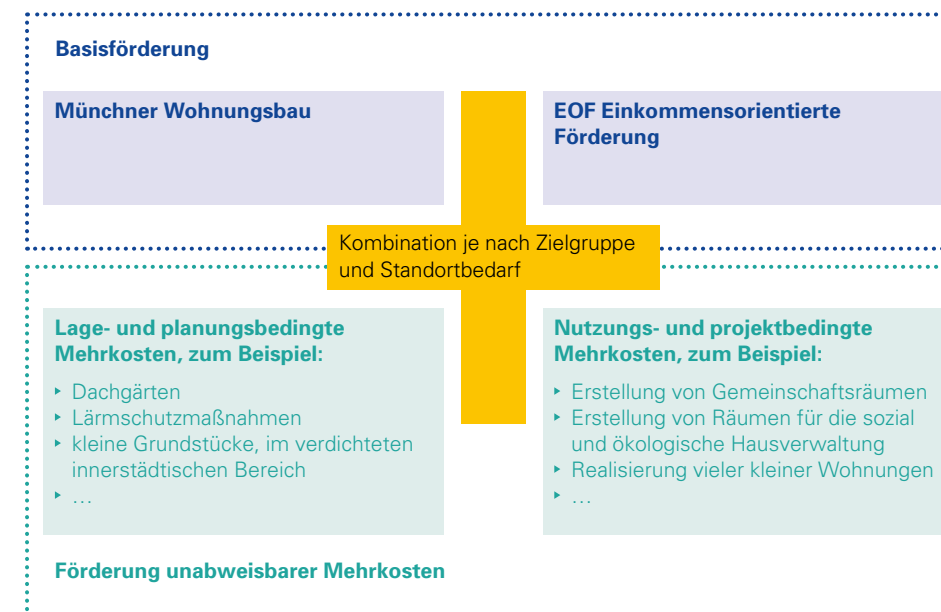 Basisförderung
Münchner Wohnungsbau
EOF Einkommensorientierte
Förderung
Kombination je nach Zielgruppe
und Standortbedarf
Lage- und planungsbedingte
Mehrkosten, zum Beispiel:
‣ Dachgärten
‣ Lärmschutzmaßnahmen
‣ kleine Grundstücke, im verdichteten
innerstädtischen Bereich
‣ …
Nutzungs- und projektbedingte
Mehrkosten, zum Beispiel:
‣ Erstellung von Gemeinschaftsräumen
‣ Erstellung von Räumen für die sozial
und ökologische Hausverwaltung
‣ Realisierung vieler kleiner Wohnungen
‣ …
Förderung unabweisbarer Mehrkosten